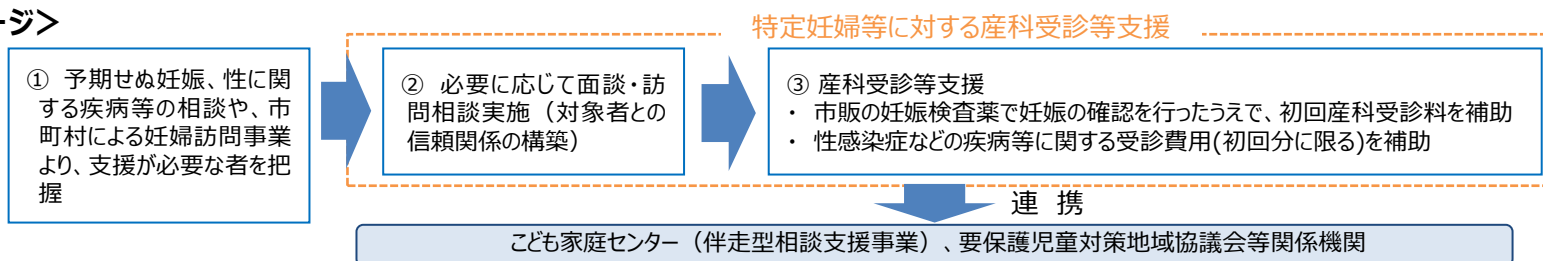 ージ＞
特定妊婦等に対する産科受診等支援
① 予期せぬ妊娠、性に関
する疾病等の相談や、市
町村による妊婦訪問事業
より、支援が必要な者を把
握
② 必要に応じて面談・訪
問相談実施（対象者との
信頼関係の構築）
③ 産科受診等支援
・ 市販の妊娠検査薬で妊娠の確認を行ったうえで、初回産科受診料を補助
・ 性感染症などの疾病等に関する受診費用(初回分に限る)を補助
連 携
こども家庭センター（伴走型相談支援事業）、要保護児童対策地域協議会等関係機関